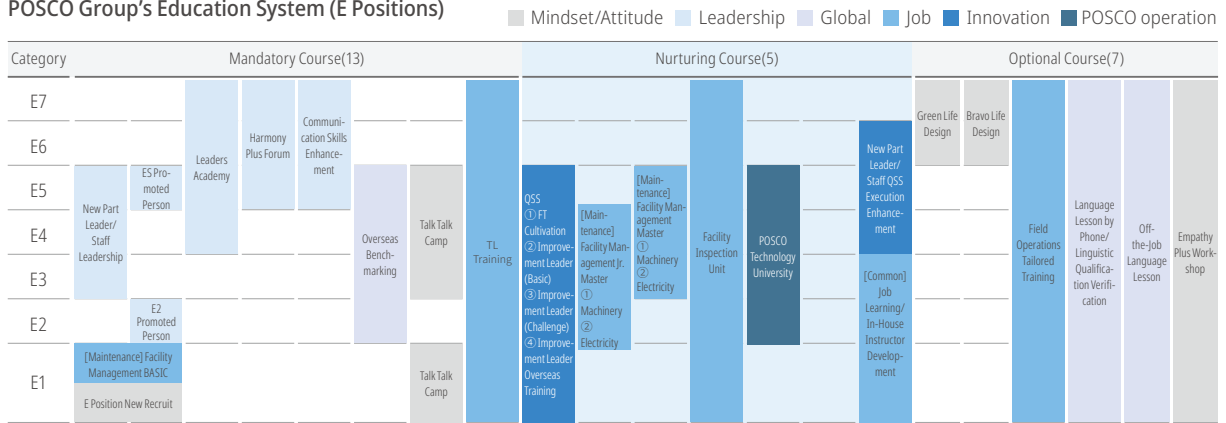 POSCO Group's Education System (E Positions)
Mindset/Attitude
Leadership
Global
Job
Innovation
POSCO operation
Category
Mandatory Course(13)
Nurturing Course(5)
Optional Course(7)
E7
E6
E5
E4
E3
E2
E1
New Part
Leader/
Staff
Leadership
ES Pro-
moted
Person
E2
Promoted
Person
[Maintenance] Facility
Management BASIC
E Position New Recruit
Leaders
Academy
Harmony
Plus Forum
Communi-
cation Skills
Enhance-
ment
Overseas
Bench-
marking
Talk Talk
Camp
Talk Talk
Camp
TL
Training
QSS
① FT
Cultivation
② Improve-
ment Leader
(Basic)
③ Improve-
ment Leader
(Challenge)
④ Improve-
ment Leader
Overseas
Training
[Main-
tenance]
Facility Man-
agement Jr.
Master
①
Machinery
②
Electricity
[Main-
tenance]
Facility Man-
agement
Master
①
Machinery
②
Electricity
Facility
Inspection
Unit
POSCO
Technology
University
New Part
Leader/
Staff QSS
Execution
Enhance-
ment
[Common]
Job
Learning/
In-House
Instructor
Develop-
ment
Green Life
Design
Bravo Life
Design
Field
Operations
Tailored
Training
Language
Lesson by
Phone/
Linguistic
Qualifica-
tion Verifi-
cation
Off-
the-Job
Language
Lesson
Empathy
Plus Work-
shop